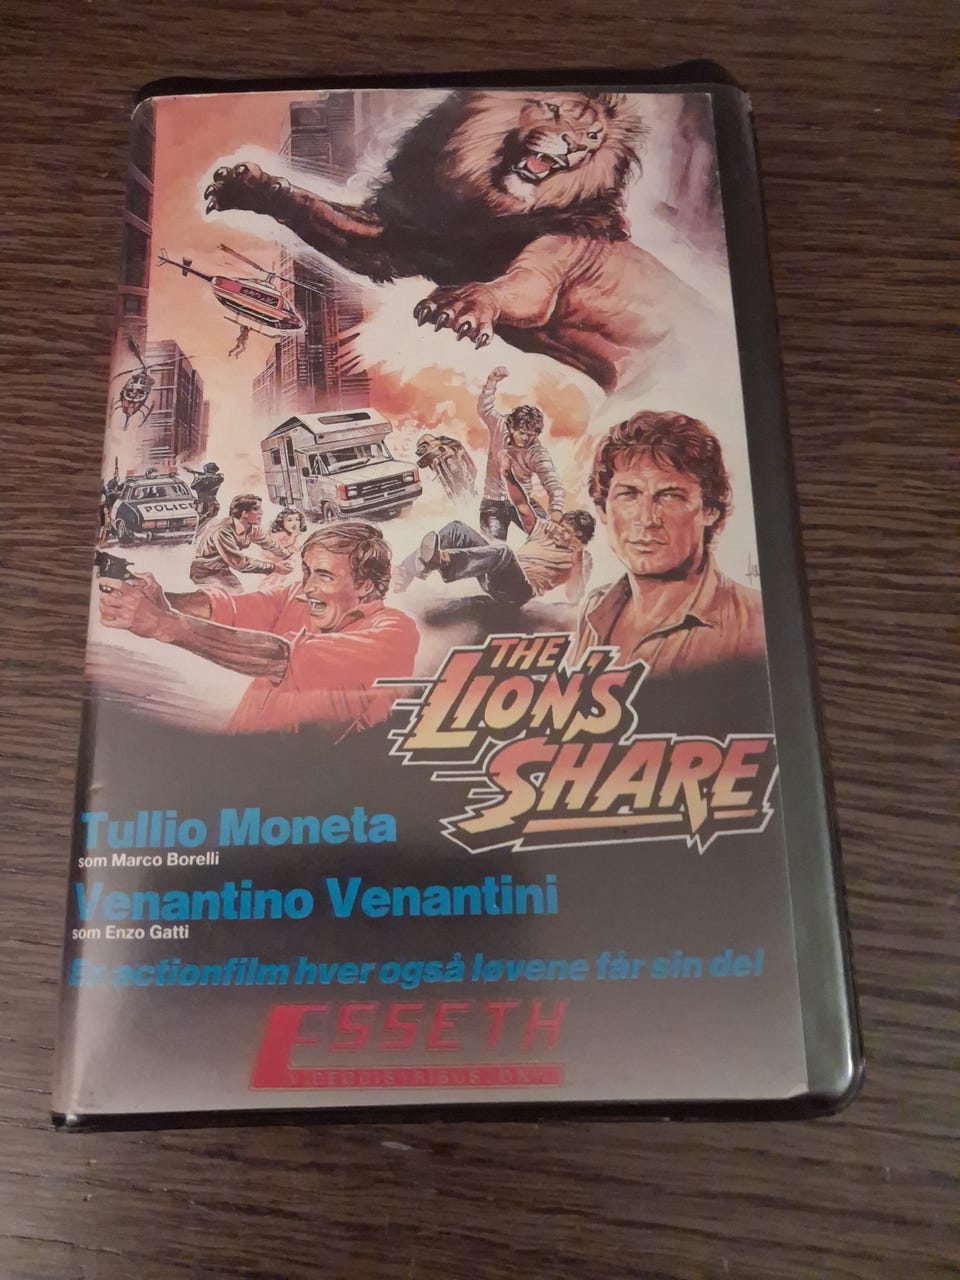 POLICE
THE
LION'S
SHARE
Tullio Moneta
som Marco Borelli
Venantino Venantini
som Enzo Gatti
En actionfilm hver også løvene får sin del
ESSETH
VIDEODISTRIBUSJON